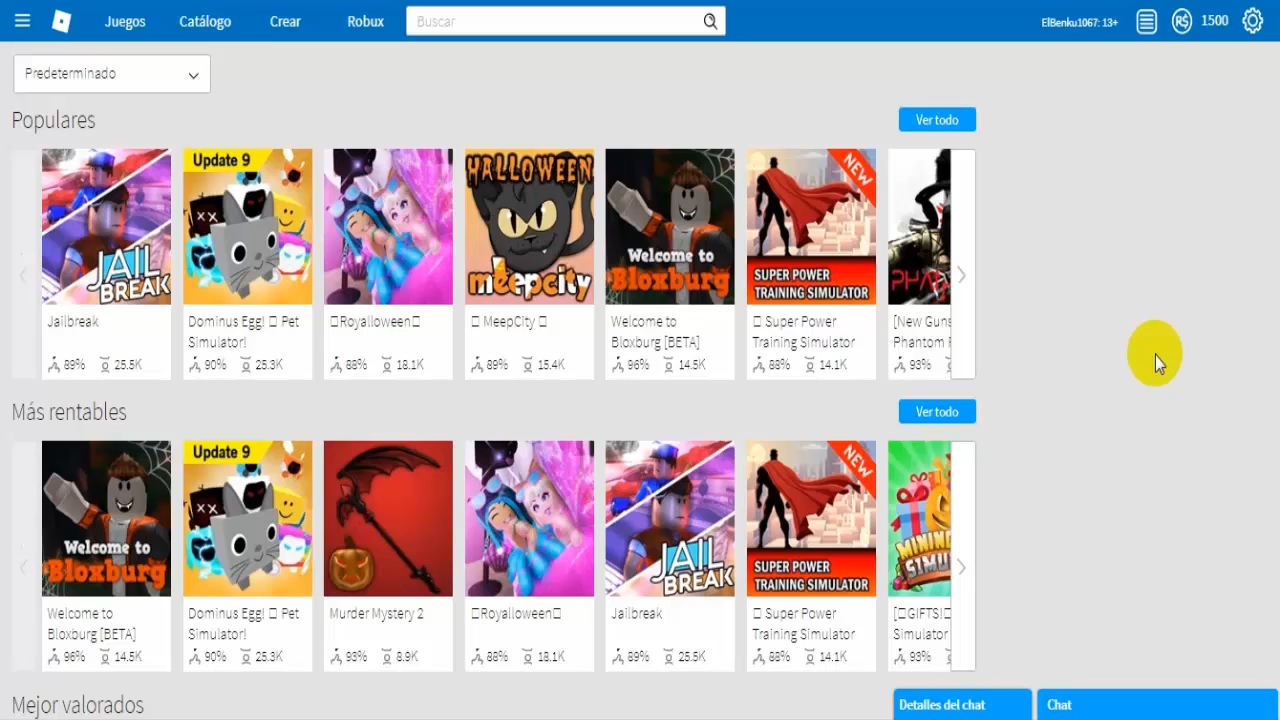 Juegos Catálogo Crear Robux Buscar ElBenku1067: 13+ R$ 1500
Predeterminado
Populares Ver todo
Update 9
JAIL
BREAK
HALLOWEEN
meepcity
Welcome to
Bloxburg
NEW
SUPER POWER
TRAINING SIMULATOR
Jailbreak
89% 25.5K
Dominus Egg! Pet
Simulator!
90% 25.3K
Royalloween
88% 18.1K
MeepCity
89% 15.4K
Welcome to
Bloxburg [BETA]
96% 14.5K
Super Power
Training Simulator
88% 14.1K
[New Guns
Phantom
93%
Más rentables Ver todo
Welcome to
Bloxburg
Update 9
JAIL
BREAK
NEW
SUPER POWER
TRAINING SIMULATOR
MINING
SIMU
Welcome to
Bloxburg [BETA]
96% 14.5K
Dominus Egg! Pet
Simulator!
90% 25.3K
Murder Mystery 2
93% 8.9K
Royalloween
88% 18.1K
Jailbreak
89% 25.5K
Super Power
Training Simulator
88% 14.1K
[GIFTS!
Simulator
93%
Mejor valorados
Detalles del chat Chat